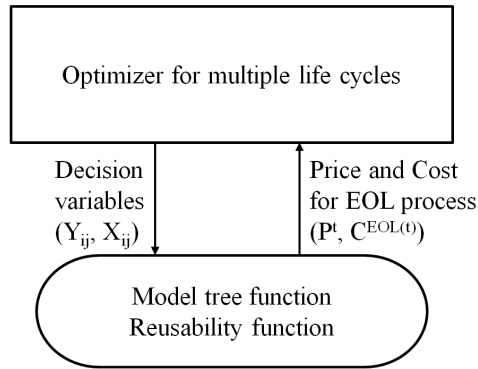 Optimizer for multiple life cycles
Decision
variables
(Y_ij, X_ij)
Price and Cost
for EOL process
(P^t, C^EOL(t))
Model tree function
Reusability function